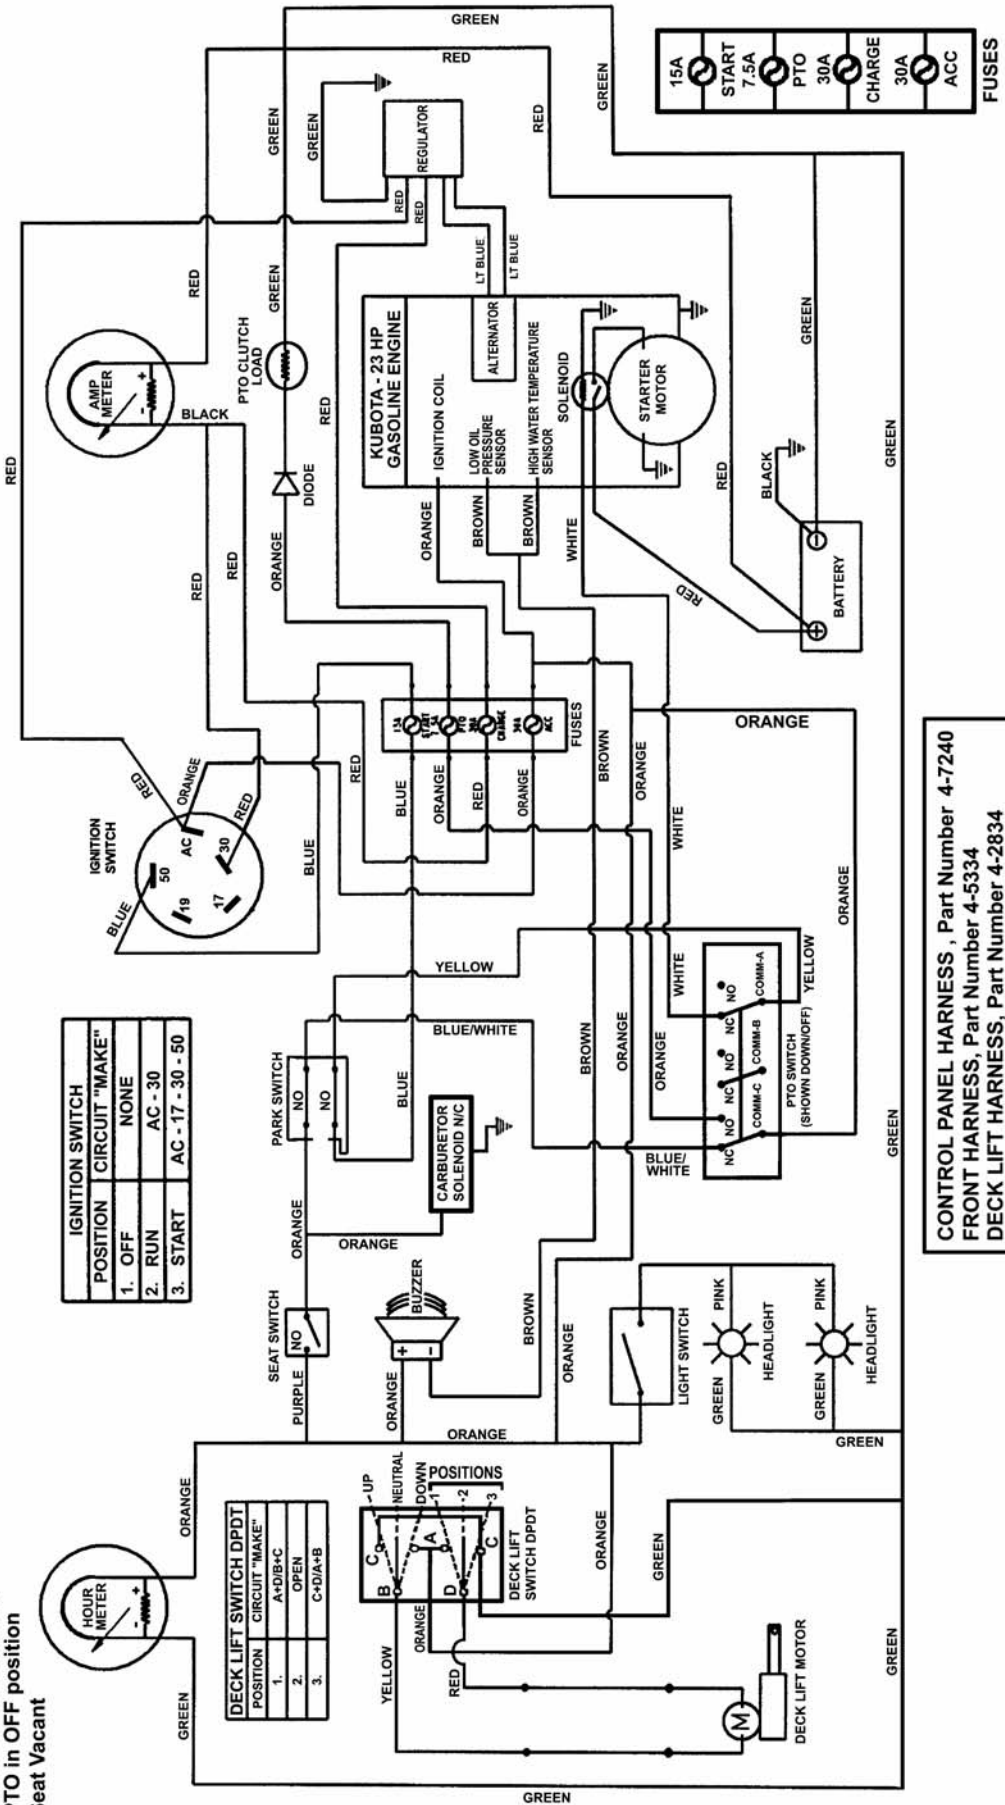 PTO in OFF position
Seat Vacant
HOUR
METER
-
+
GREEN
ORANGE
DECK LIFT SWITCH DPDT
POSITION CIRCUIT "MAKE"
1. A+D/B+C
2. OPEN
3. C+D/A+B
IGNITION SWITCH
POSITION CIRCUIT "MAKE"
1. OFF NONE
2. RUN AC - 30
3. START AC - 17 - 30 - 50
IGNITION
SWITCH
AC
50
30
19
17
BLUE
RED
ORANGE
RED
BLUE
RED
AMP
METER
-
+
BLACK
RED
RED
RED
RED
PTO CLUTCH
LOAD
GREEN
GREEN
GREEN
RED
DIODE
ORANGE
GREEN
REGULATOR
RED
RED
LT BLUE
LT BLUE
RED
RED
GREEN
KUBOTA - 23 HP
GASOLINE ENGINE
IGNITION COIL
ALTERNATOR
LOW OIL
PRESSURE
SENSOR
HIGH WATER TEMPERATURE
SENSOR
SOLENOID
STARTER
MOTOR
ORANGE
BROWN
BROWN
WHITE
RED
RED
BLACK
GREEN
BATTERY
+
-
GREEN
15A
START
7.5A
PTO
30A
CHARGE
30A
ACC
FUSES
15A
START
7.5A
PTO
30A
CHARGE
30A
ACC
FUSES
BLUE
ORANGE
RED
ORANGE
BROWN
ORANGE
ORANGE
WHITE
SEAT SWITCH
NO
PURPLE
ORANGE
PARK SWITCH
NO
NO
YELLOW
BLUE/WHITE
BLUE
CARBURETOR
SOLENOID N/C
ORANGE
BUZZER
+
-
ORANGE
BROWN
ORANGE
ORANGE
BROWN
ORANGE
ORANGE
WHITE
BLUE/
WHITE
NC
NO
COMM-C
NC
NO
COMM-B
NC
NO
COMM-A
PTO SWITCH
(SHOWN DOWN/OFF)
YELLOW
ORANGE
LIGHT SWITCH
GREEN
PINK
HEADLIGHT
GREEN
PINK
HEADLIGHT
GREEN
GREEN
UP
NEUTRAL
DOWN
POSITIONS
1
2
3
C
B
A
D
C
DECK LIFT
SWITCH DPDT
YELLOW
ORANGE
RED
ORANGE
GREEN
M
DECK LIFT MOTOR
GREEN
GREEN
CONTROL PANEL HARNESS , Part Number 4-7240
FRONT HARNESS, Part Number 4-5334
DECK LIFT HARNESS, Part Number 4-2834